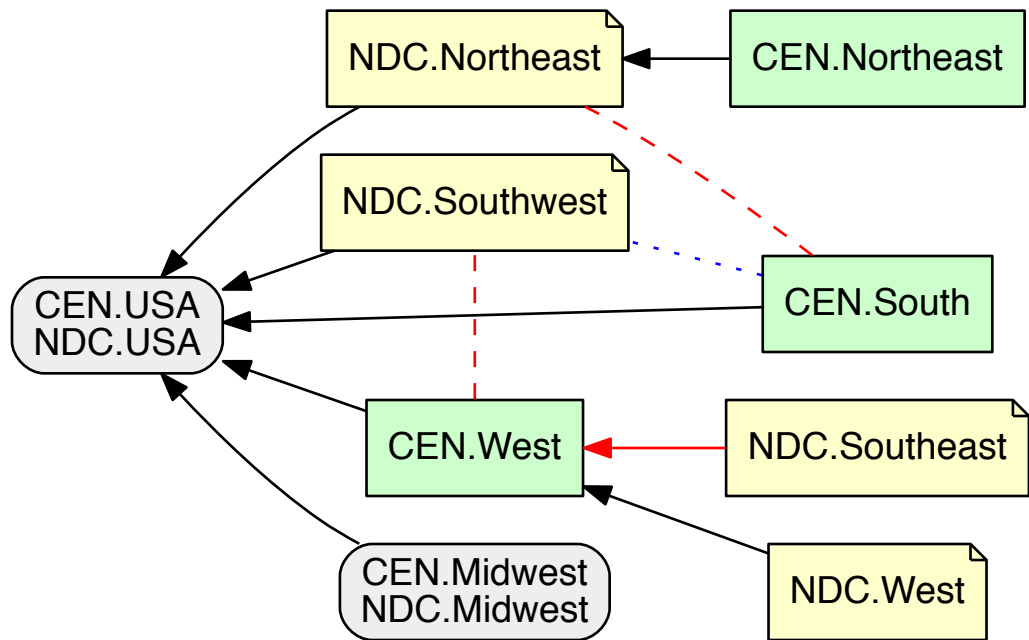 NDC.Northeast
CEN.Northeast
NDC.Southwest
CEN.USA
NDC.USA
CEN.South
CEN.West
NDC.Southeast
CEN.Midwest
NDC.Midwest
NDC.West